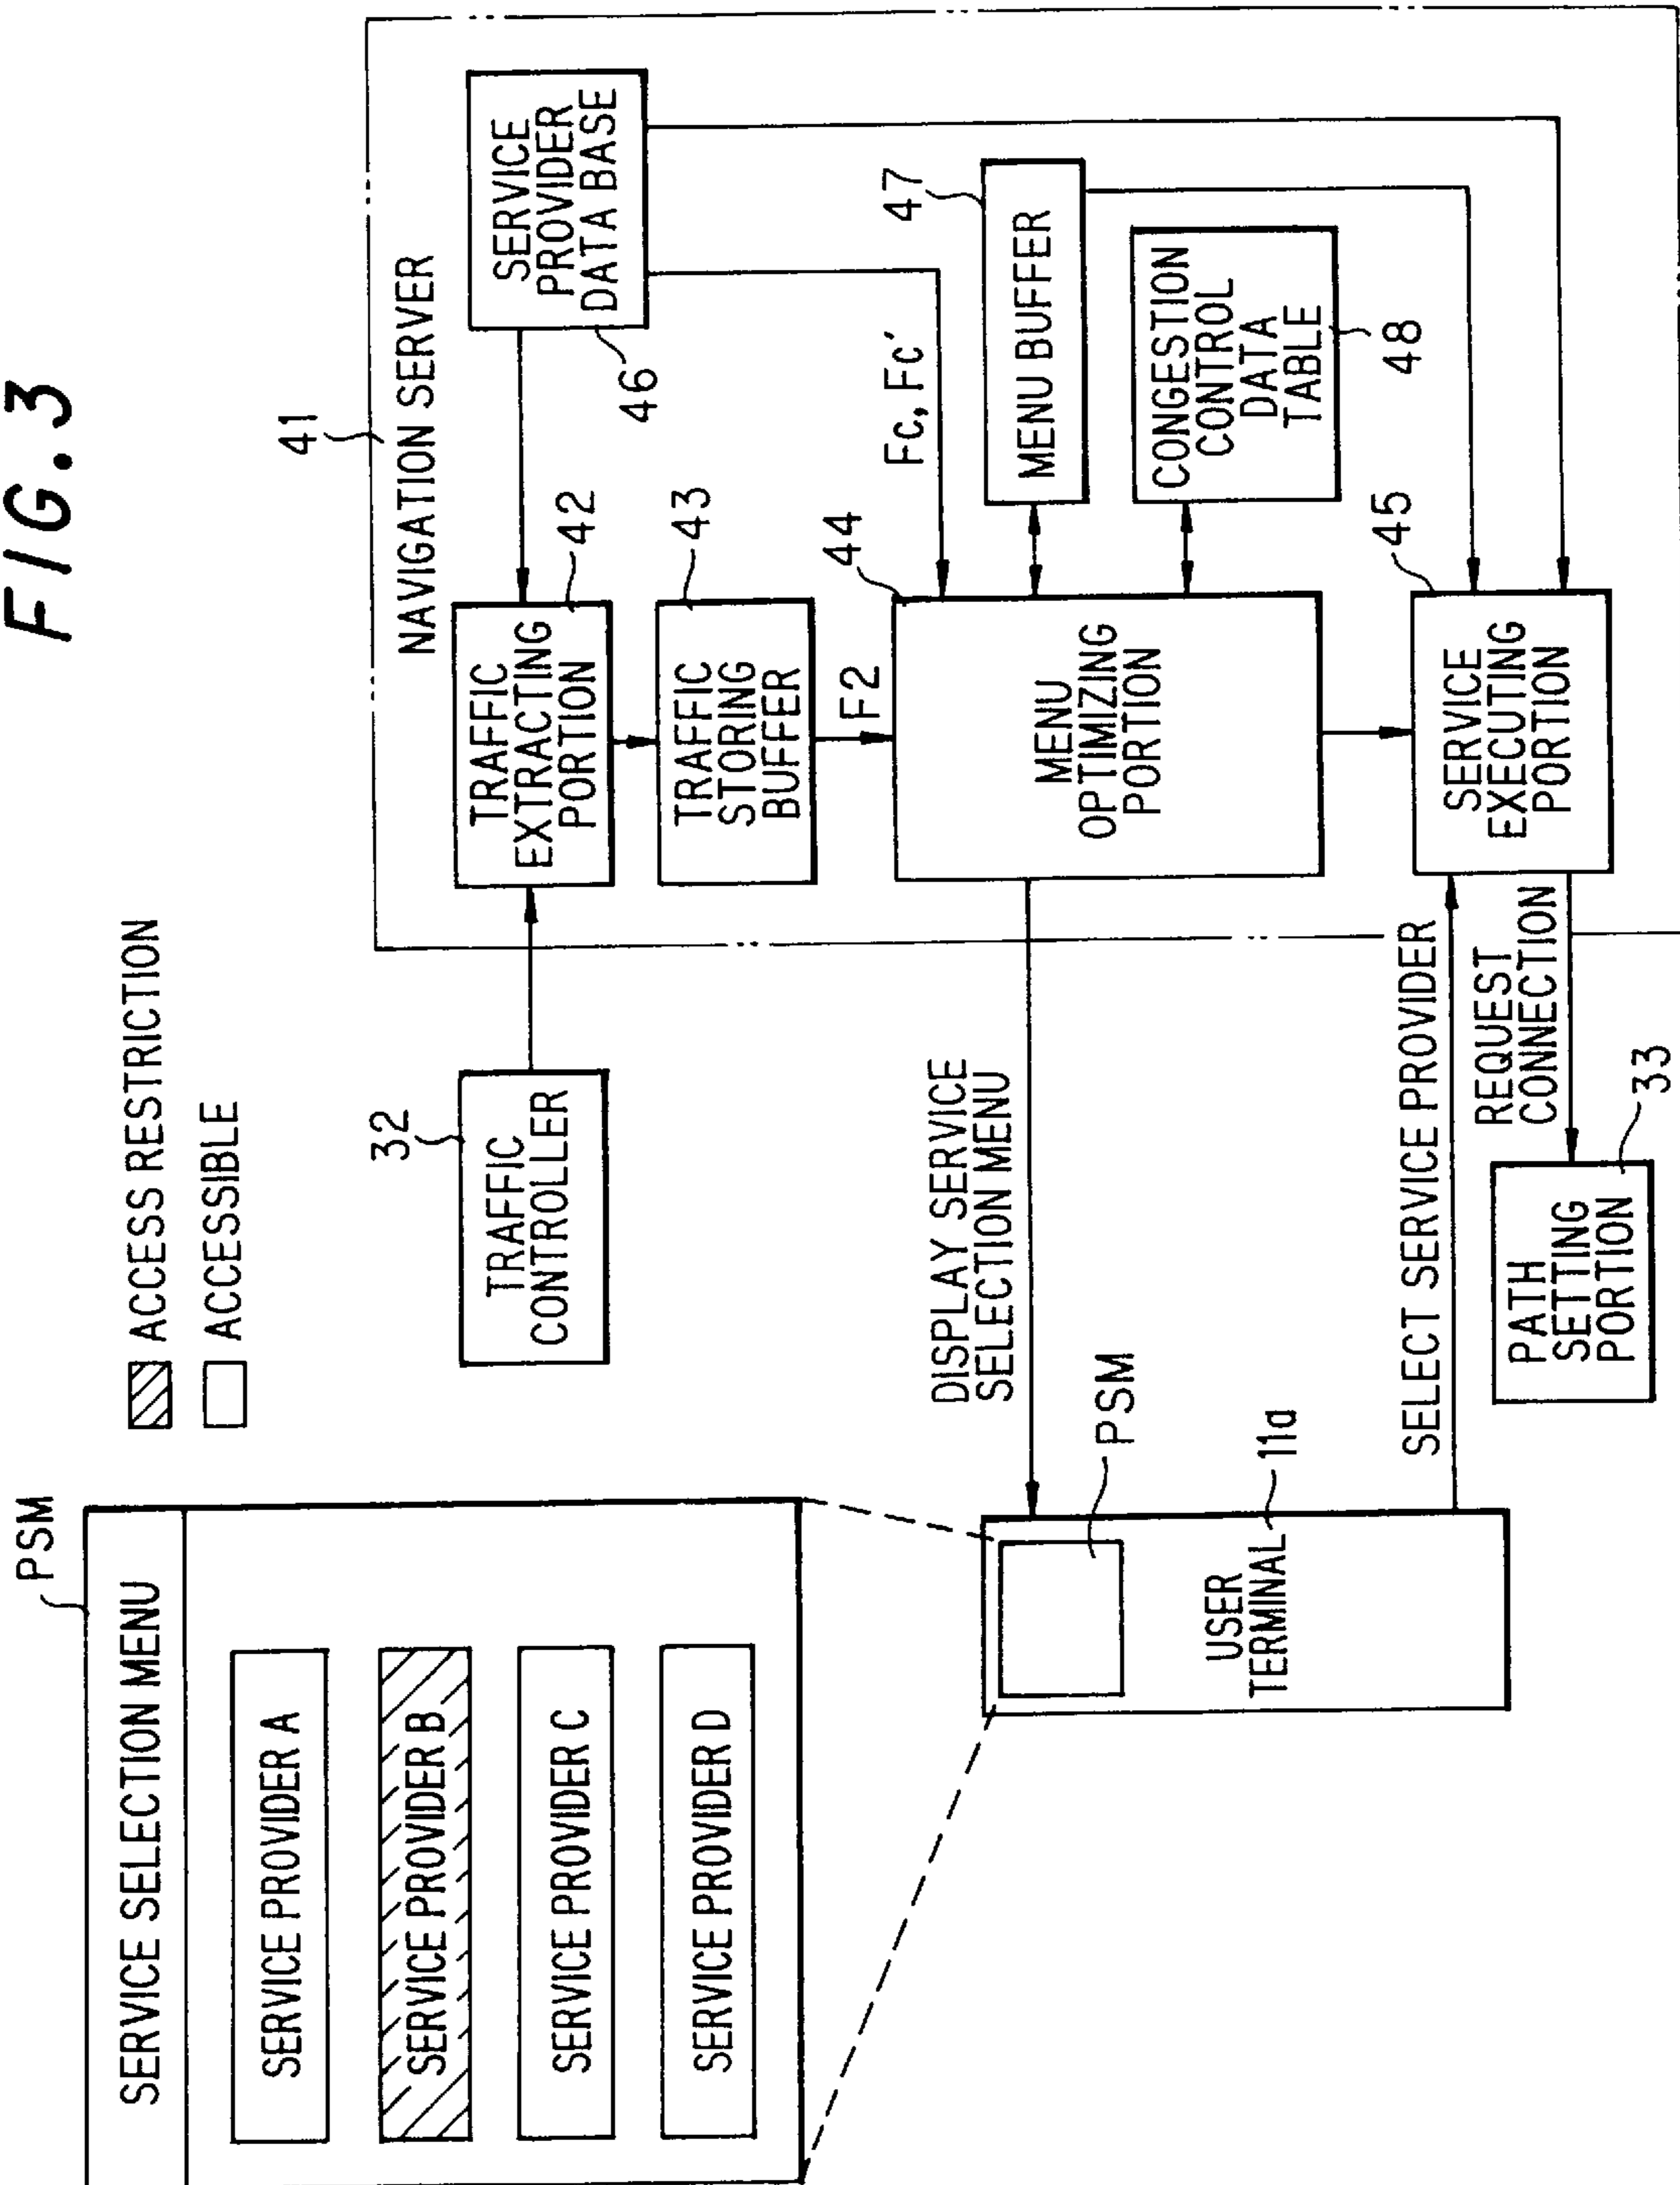 FIG. 3
PSM
SERVICE SELECTION MENU
SERVICE PROVIDER A
SERVICE PROVIDER B
SERVICE PROVIDER C
SERVICE PROVIDER D
ACCESS RESTRICTION
ACCESSIBLE
41
NAVIGATION SERVER
32
TRAFFIC
CONTROLLER
TRAFFIC
EXTRACTING
PORTION
42
SERVICE
PROVIDER
DATA BASE
46
TRAFFIC
STORING
BUFFER
43
F2
Fc, Fc'
44
MENU
OPTIMIZING
PORTION
47
MENU BUFFER
CONGESTION
CONTROL
DATA
TABLE
48
DISPLAY SERVICE
SELECTION MENU
PSM
USER
TERMINAL
11a
SELECT SERVICE PROVIDER
45
SERVICE
EXECUTING
PORTION
REQUEST
CONNECTION
PATH
SETTING
PORTION
33